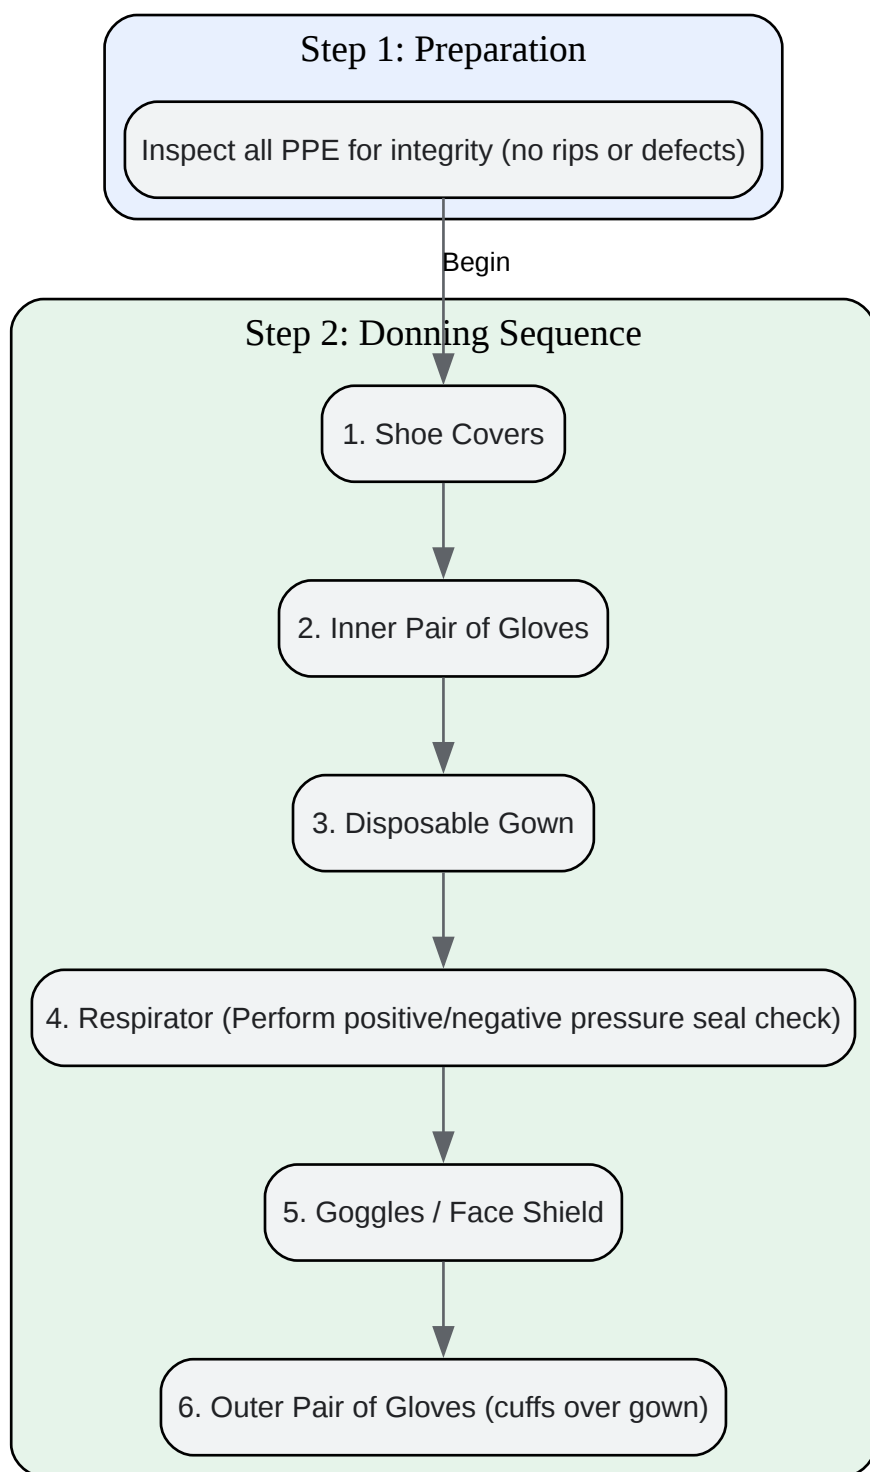 Step 1: Preparation
Inspect all PPE for integrity (no rips or defects)
Begin
Step 2: Donning Sequence
1. Shoe Covers
2. Inner Pair of Gloves
3. Disposable Gown
4. Respirator (Perform positive/negative pressure seal check)
5. Goggles / Face Shield
6. Outer Pair of Gloves (cuffs over gown)